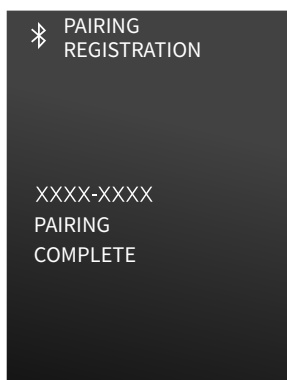 PAIRING
REGISTRATION
XXXX-XXXX
PAIRING
COMPLETE